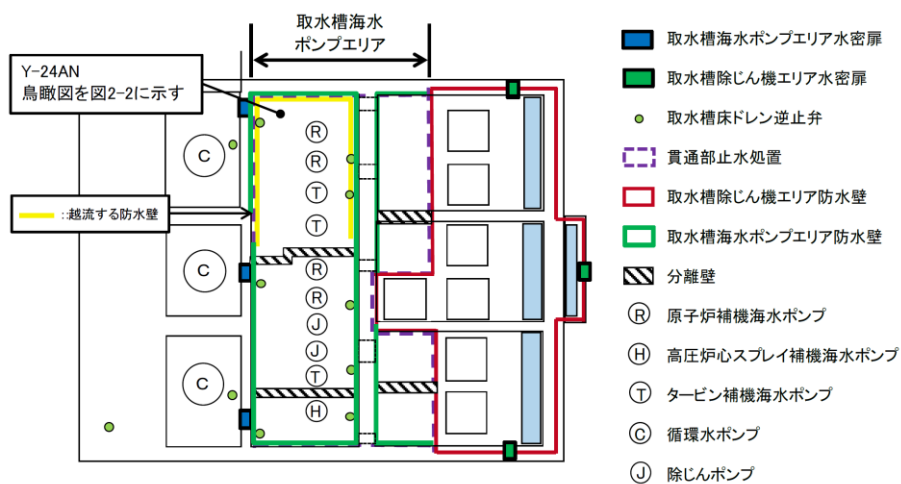 取水槽海水
ポンプエリア
Y-24AN
鳥瞰図を図2-2に示す
::越流する防水壁
C
C
C
R
R
T
T
R
R
J
J
T
H
取水槽海水ポンプエリア水密扉
取水槽除じん機エリア水密扉
取水槽床ドレン逆止弁
貫通部止水処置
取水槽除じん機エリア防水壁
取水槽海水ポンプエリア防水壁
分離壁
R 原子炉補機海水ポンプ
H 高圧炉心スプレイ補機海水ポンプ
T タービン補機海水ポンプ
C 循環水ポンプ
J 除じんポンプ